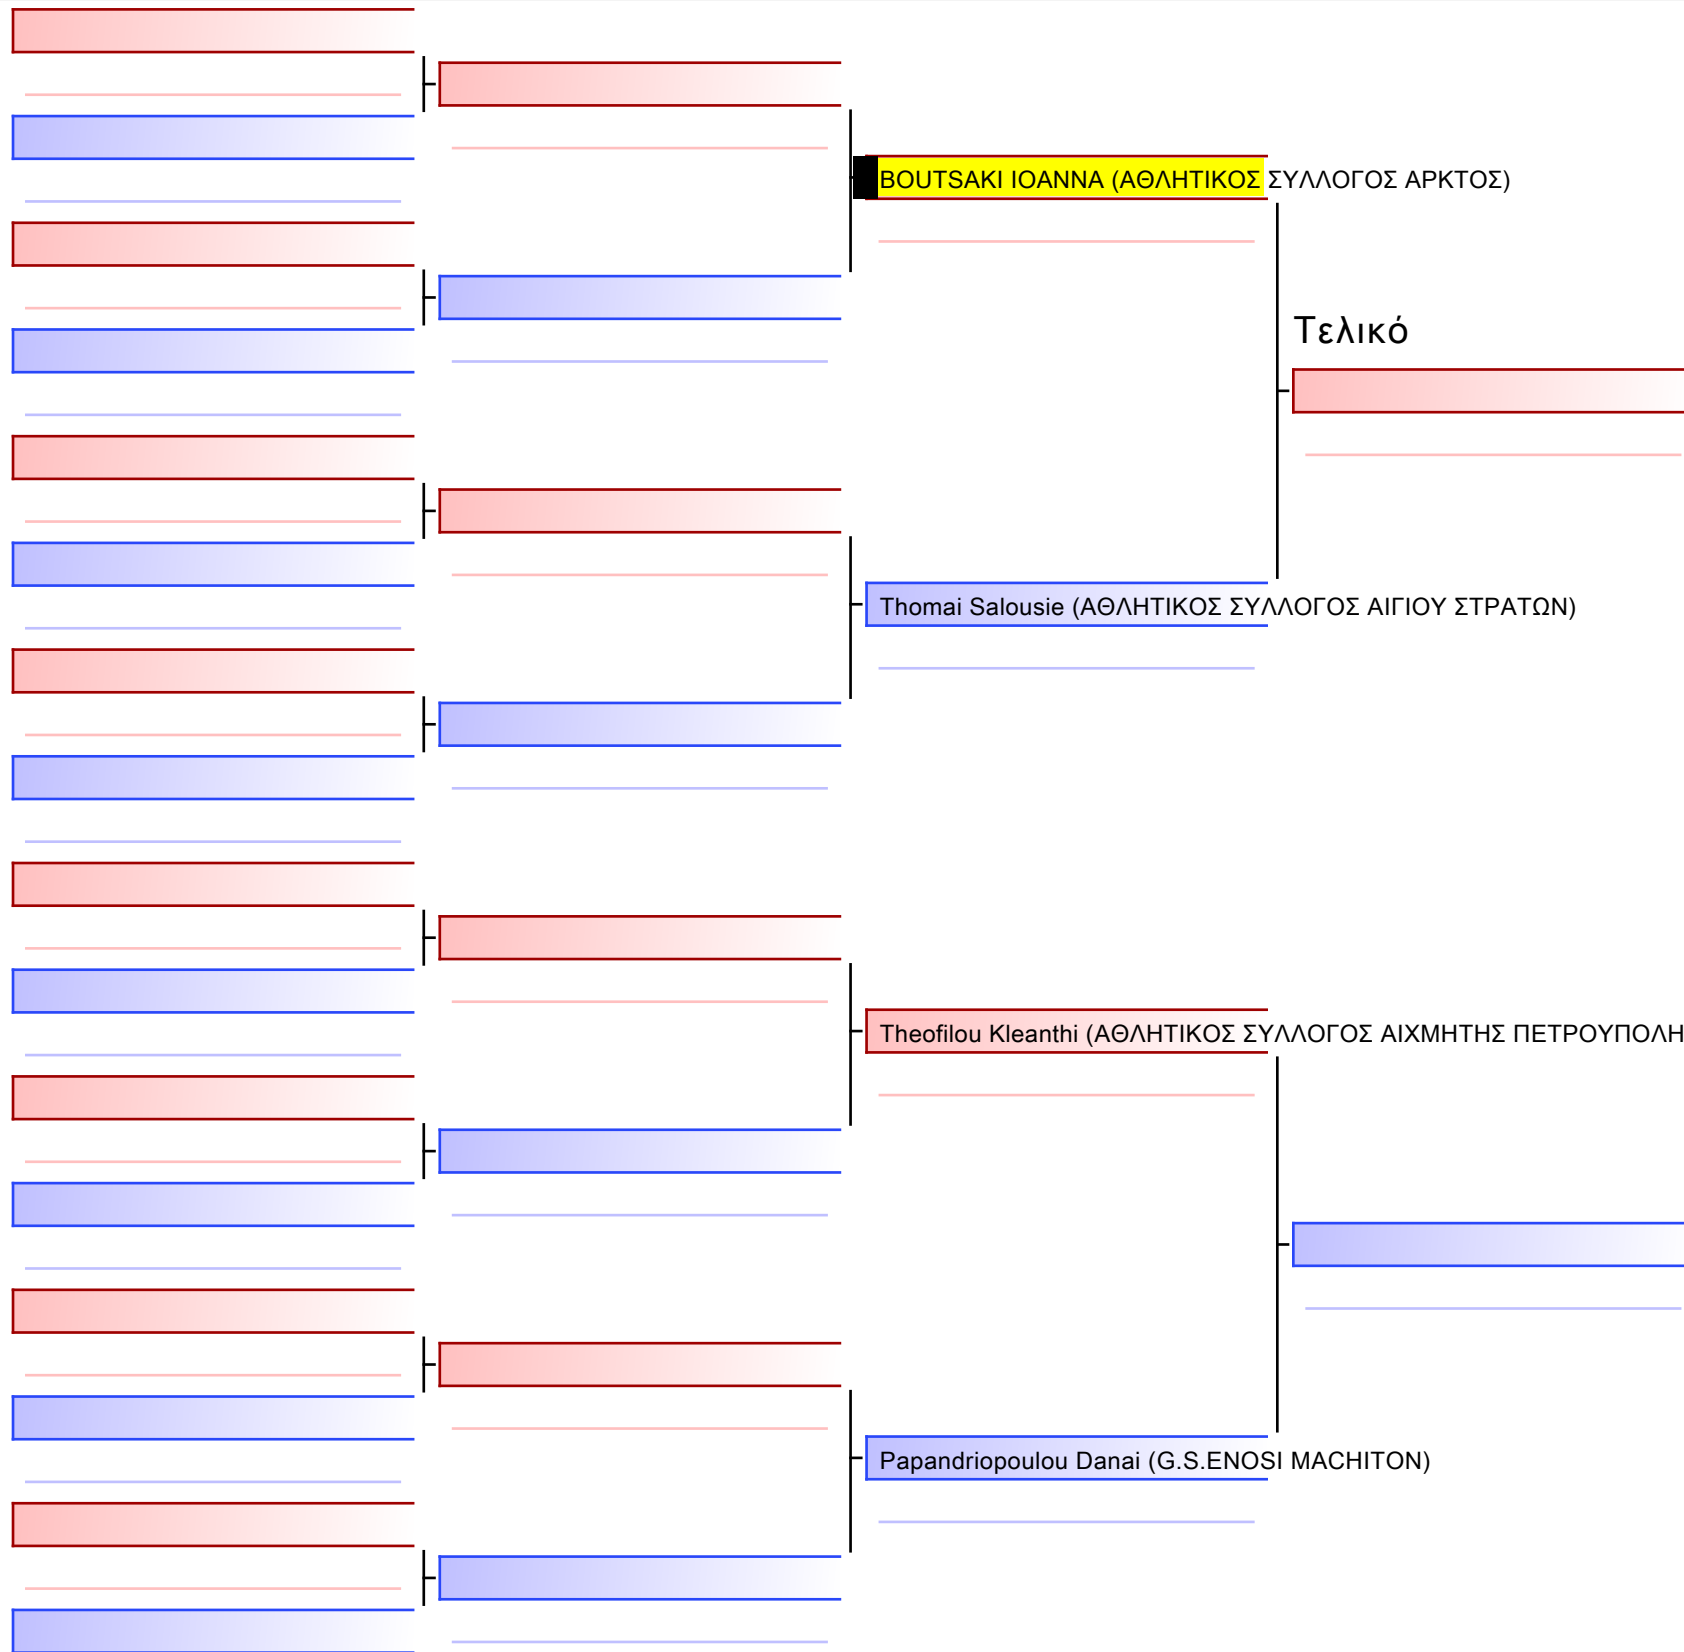 BOUTSAKI IOANNA (ΑΘΛΗΤΙΚΟΣ ΣΥΛΛΟΓΟΣ ΑΡΚΤΟΣ)
Τελικό
Thomai Salousie (ΑΘΛΗΤΙΚΟΣ ΣΥΛΛΟΓΟΣ ΑΙΓΙΟΥ ΣΤΡΑΤΩΝ)
Theofilou Kleanthi (ΑΘΛΗΤΙΚΟΣ ΣΥΛΛΟΓΟΣ ΑΙΧΜΗΤΗΣ ΠΕΤΡΟΥΠΟΛΗ
Papandriopoulou Danai (G.S.ENOSI MACHITON)